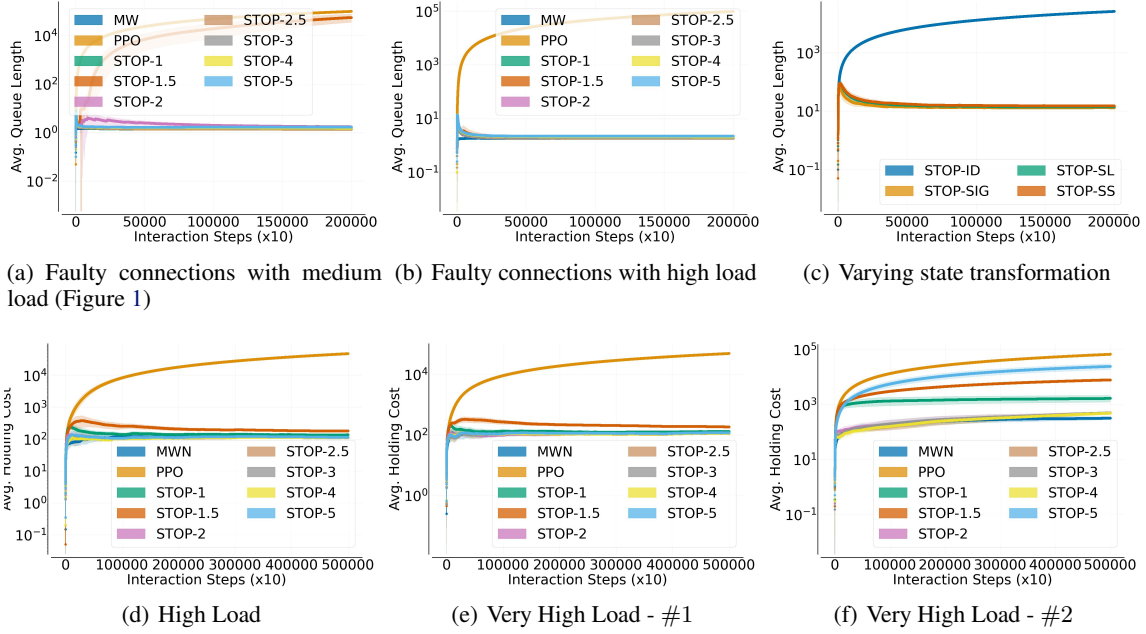 Avg. Queue Length
10^4
10^2
10^0
10^-2
MW
PPO
STOP-1
STOP-1.5
STOP-2
STOP-2.5
STOP-3
STOP-4
STOP-5
0 50000 100000 150000 200000
Interaction Steps (x10)
(a) Faulty connections with medium
load (Figure 1)
Avg. Queue Length
10^5
10^3
10^1
10^-1
MW
PPO
STOP-1
STOP-1.5
STOP-2
STOP-2.5
STOP-3
STOP-4
STOP-5
0 50000 100000 150000 200000
Interaction Steps (x10)
(b) Faulty connections with high load
Avg. Queue Length
10^3
10^1
10^-1
STOP-ID
STOP-SIG
STOP-SL
STOP-SS
0 50000 100000 150000 200000
Interaction Steps (x10)
(c) Varying state transformation
Avg. Holding Cost
10^4
10^3
10^2
10^1
10^0
10^-1
MWN
PPO
STOP-1
STOP-1.5
STOP-2
STOP-2.5
STOP-3
STOP-4
STOP-5
0 100000 200000 300000 400000 500000
Interaction Steps (x10)
(d) High Load
Avg. Holding Cost
10^4
10^2
10^0
MWN
PPO
STOP-1
STOP-1.5
STOP-2
STOP-2.5
STOP-3
STOP-4
STOP-5
0 100000 200000 300000 400000 500000
Interaction Steps (x10)
(e) Very High Load - #1
Avg. Holding Cost
10^5
10^3
10^1
10^-1
MWN
PPO
STOP-1
STOP-1.5
STOP-2
STOP-2.5
STOP-3
STOP-4
STOP-5
0 100000 200000 300000 400000 500000
Interaction Steps (x10)
(f) Very High Load - #2